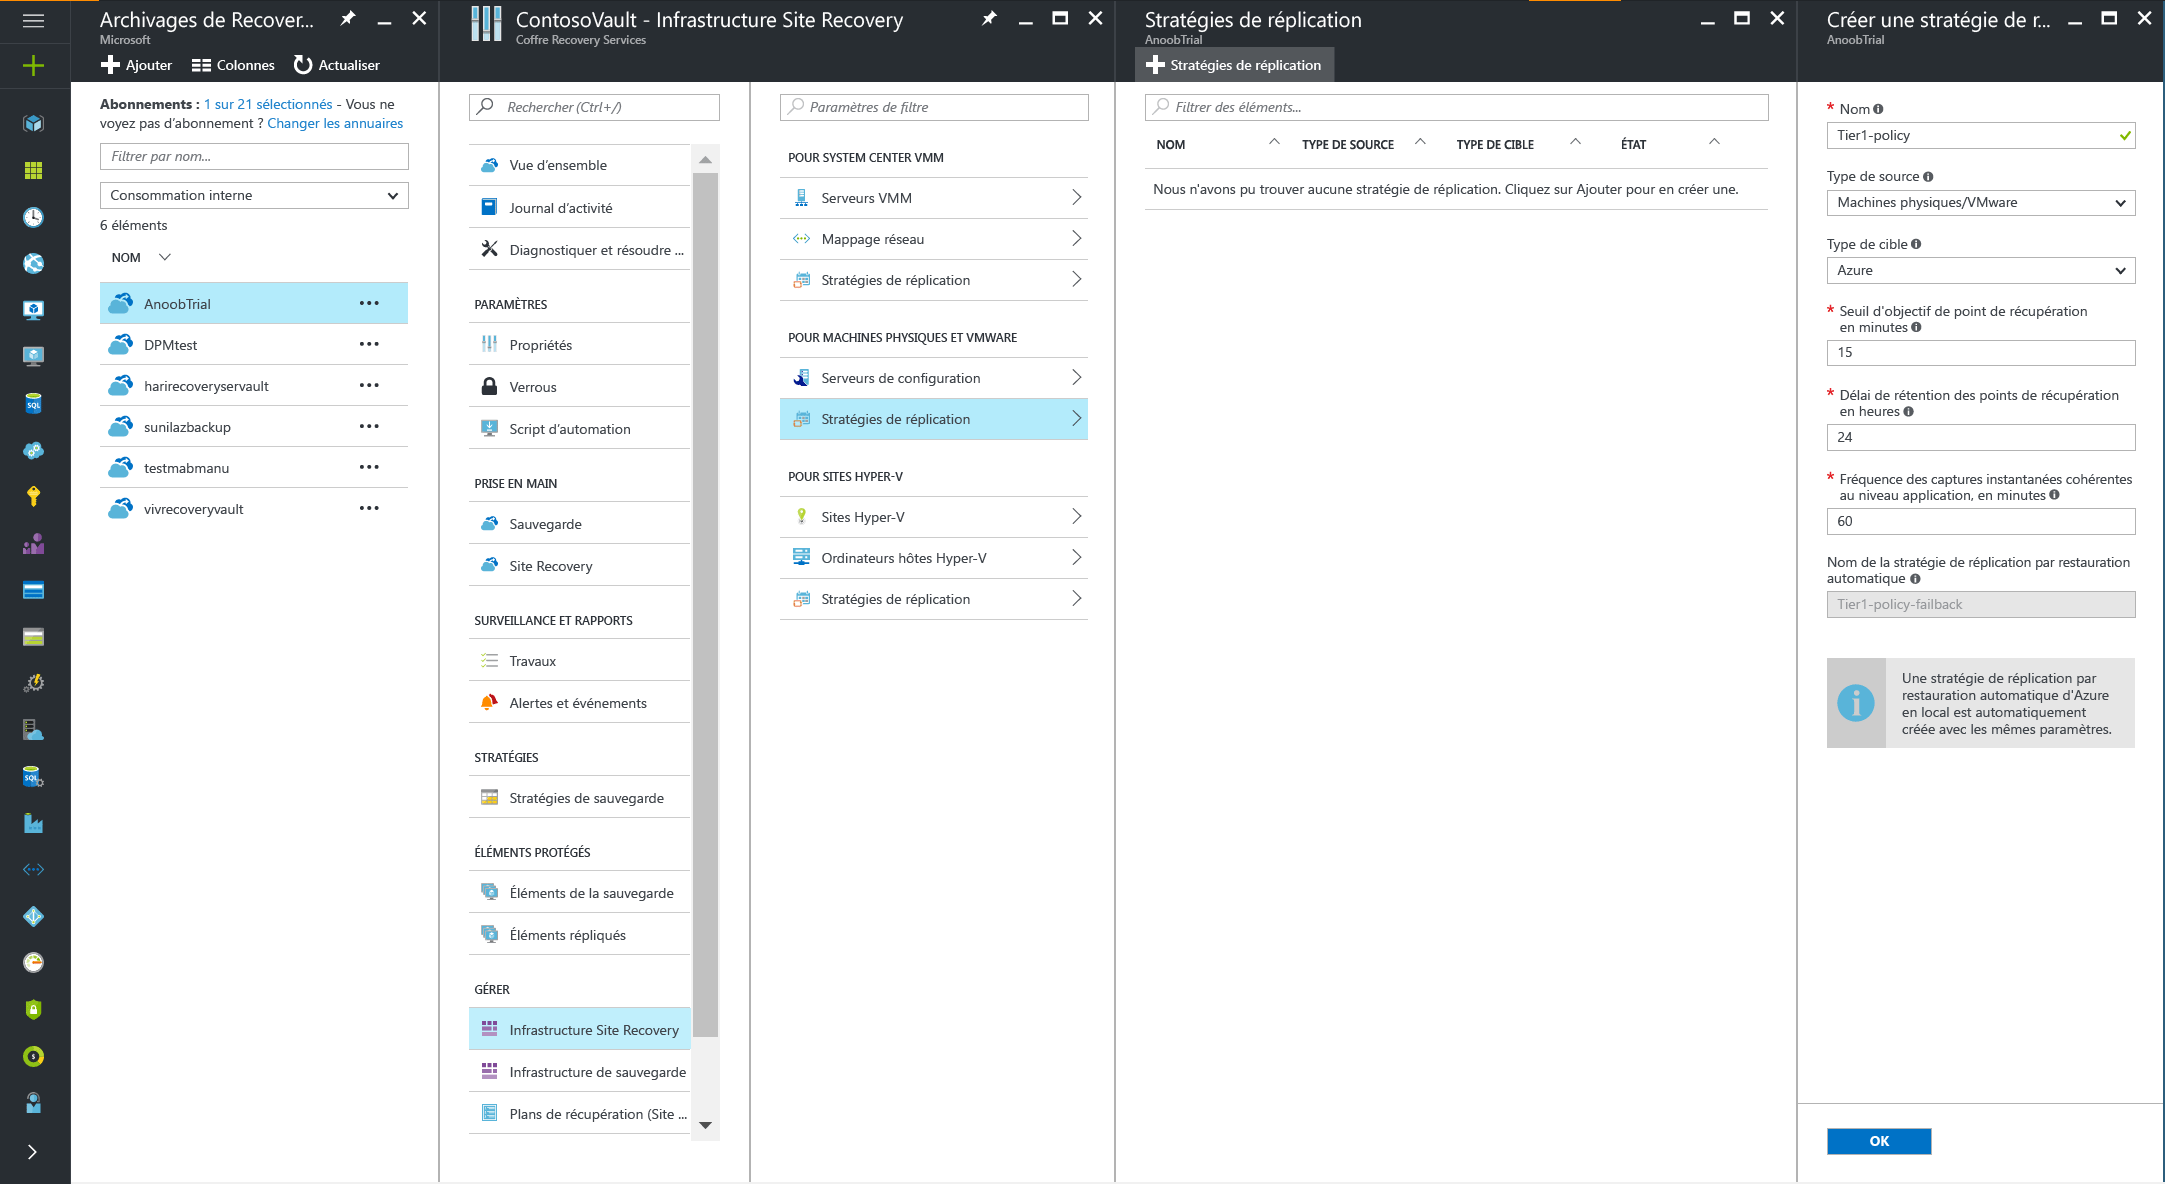 Archivages de Recover...
Microsoft
Ajouter
Colonnes
Actualiser
Abonnements : 1 sur 21 sélectionnés - Vous ne
voyez pas d'abonnement ? Changer les annuaires
Filtrer par nom...
Consommation interne
6 éléments
NOM
AnoobTrial
DPMtest
harirecoveryservault
sunilazbackup
testmabmanu
vivrecoveryvault
ContosoVault - Infrastructure Site Recovery
Coffre Recovery Services
Rechercher (Ctrl+/)
Vue d'ensemble
Journal d'activité
Diagnostiquer et résoudre ...
PARAMÈTRES
Propriétés
Verrous
Script d'automation
PRISE EN MAIN
Sauvegarde
Site Recovery
SURVEILLANCE ET RAPPORTS
Travaux
Alertes et événements
STRATÉGIES
Stratégies de sauvegarde
ÉLÉMENTS PROTÉGÉS
Éléments de la sauvegarde
Éléments répliqués
GÉRER
Infrastructure Site Recovery
Infrastructure de sauvegarde
Plans de récupération (Site ...
Paramètres de filtre
POUR SYSTEM CENTER VMM
Serveurs VMM
Mappage réseau
Stratégies de réplication
POUR MACHINES PHYSIQUES ET VMWARE
Serveurs de configuration
Stratégies de réplication
POUR SITES HYPER-V
Sites Hyper-V
Ordinateurs hôtes Hyper-V
Stratégies de réplication
Stratégies de réplication
AnoobTrial
Stratégies de réplication
Filtrer des éléments...
NOM
TYPE DE SOURCE
TYPE DE CIBLE
ÉTAT
Nous n'avons pu trouver aucune stratégie de réplication. Cliquez sur Ajouter pour en créer une.
Créer une stratégie de r...
AnoobTrial
* Nom
Tier1-policy
Type de source
Machines physiques/VMware
Type de cible
Azure
* Seuil d'objectif de point de récupération
en minutes
15
* Délai de rétention des points de récupération
en heures
24
* Fréquence des captures instantanées cohérentes
au niveau application, en minutes
60
Nom de la stratégie de réplication par restauration
automatique
Tier1-policy-failback
Une stratégie de réplication par
restauration automatique d'Azure
en local est automatiquement
créée avec les mêmes paramètres.
OK